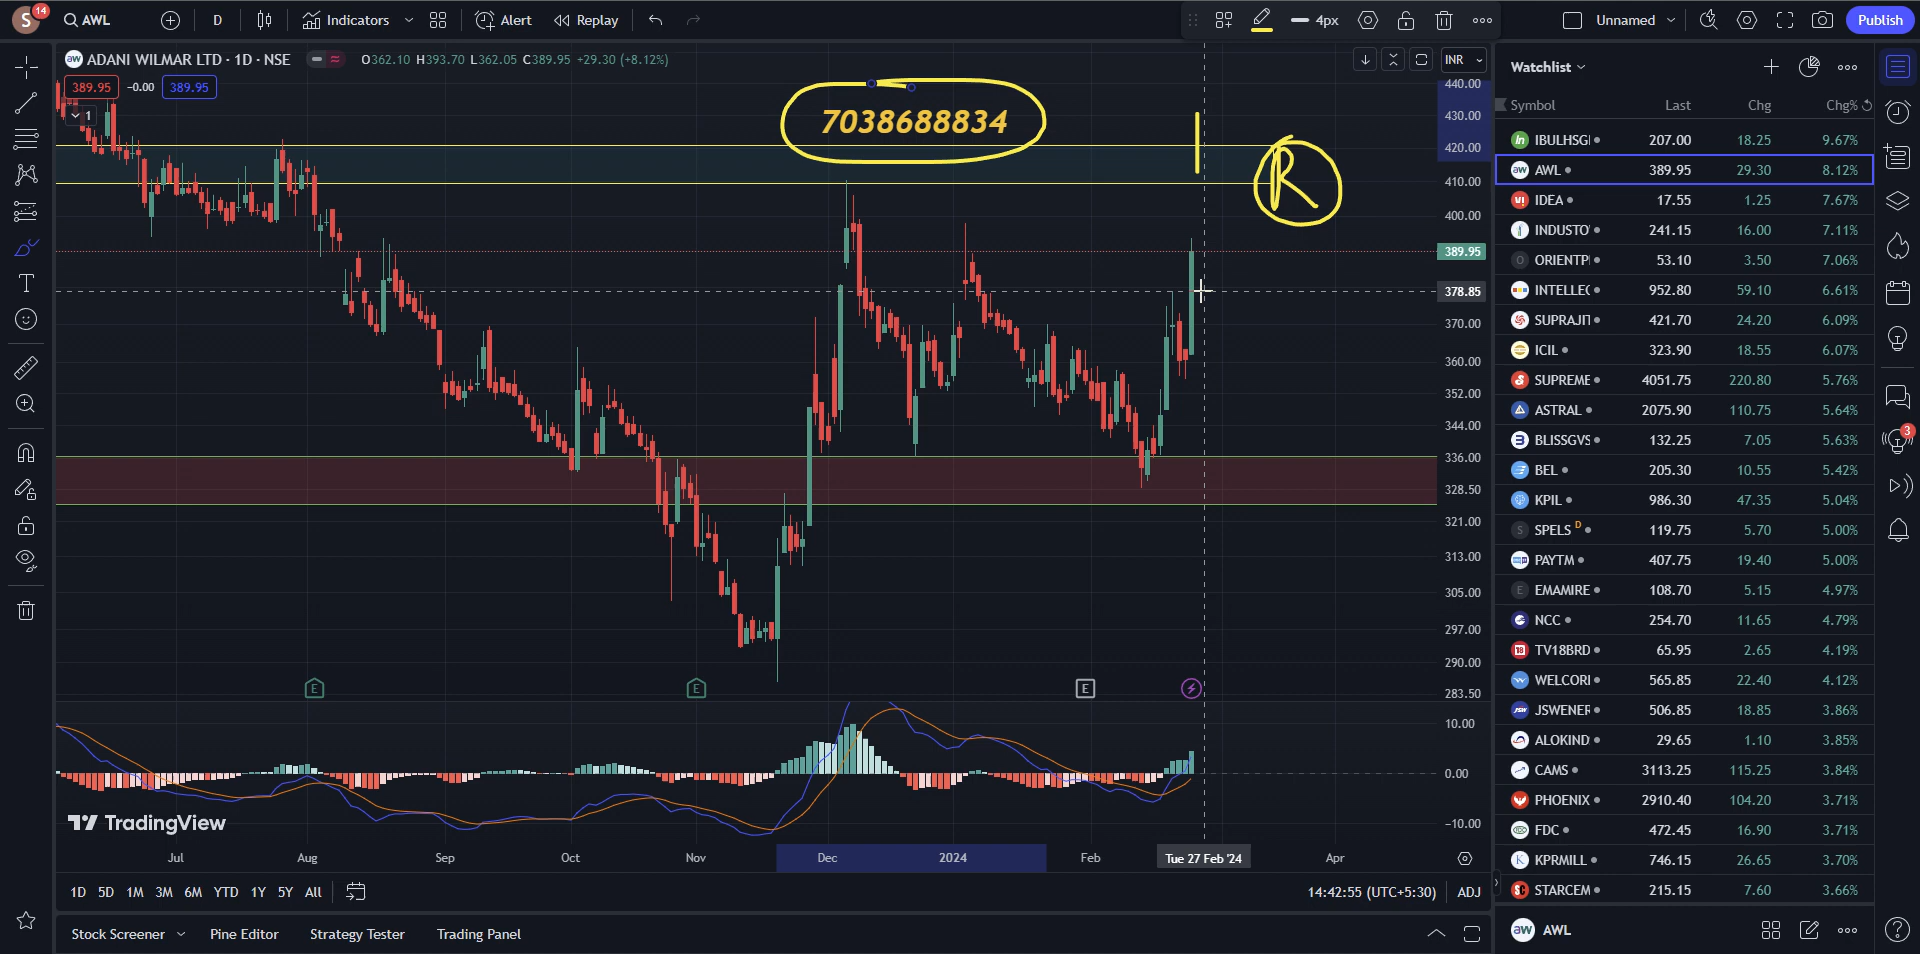 S 14 AWL D Indicators Alert Replay 4px Unnamed Publish
aw ADANI WILMAR LTD · 1D · NSE O362.10 H393.70 L362.05 C389.95 +29.30 (+8.12%) INR
389.95 -0.00 389.95
1
7038688834
R
440.00
430.00
420.00
410.00
400.00
389.95
378.85
370.00
360.00
352.00
344.00
336.00
328.50
321.00
313.00
305.00
297.00
290.00
283.50
E E E
10.00
0.00
−10.00
TradingView
Jul Aug Sep Oct Nov Dec 2024 Feb Tue 27 Feb '24 Apr
1D 5D 1M 3M 6M YTD 1Y 5Y All 14:42:55 (UTC+5:30) ADJ
Stock Screener Pine Editor Strategy Tester Trading Panel
Watchlist
Symbol Last Chg Chg%
IBULHSGI 207.00 18.25 9.67%
AWL 389.95 29.30 8.12%
IDEA 17.55 1.25 7.67%
INDUSTO 241.15 16.00 7.11%
ORIENTP 53.10 3.50 7.06%
INTELLEC 952.80 59.10 6.61%
SUPRAJIT 421.70 24.20 6.09%
ICIL 323.90 18.55 6.07%
SUPREME 4051.75 220.80 5.76%
ASTRAL 2075.90 110.75 5.64%
BLISSGVS 132.25 7.05 5.63%
BEL 205.30 10.55 5.42%
KPIL 986.30 47.35 5.04%
SPELS D 119.75 5.70 5.00%
PAYTM 407.75 19.40 5.00%
EMAMIRE 108.70 5.15 4.97%
NCC 254.70 11.65 4.79%
TV18BRD 65.95 2.65 4.19%
WELCORI 565.85 22.40 4.12%
JSWENER 506.85 18.85 3.86%
ALOKIND 29.65 1.10 3.85%
CAMS 3113.25 115.25 3.84%
PHOENIX 2910.40 104.20 3.71%
FDC 472.45 16.90 3.71%
KPRMILL 746.15 26.65 3.70%
STARCEM 215.15 7.60 3.66%
aw AWL
3